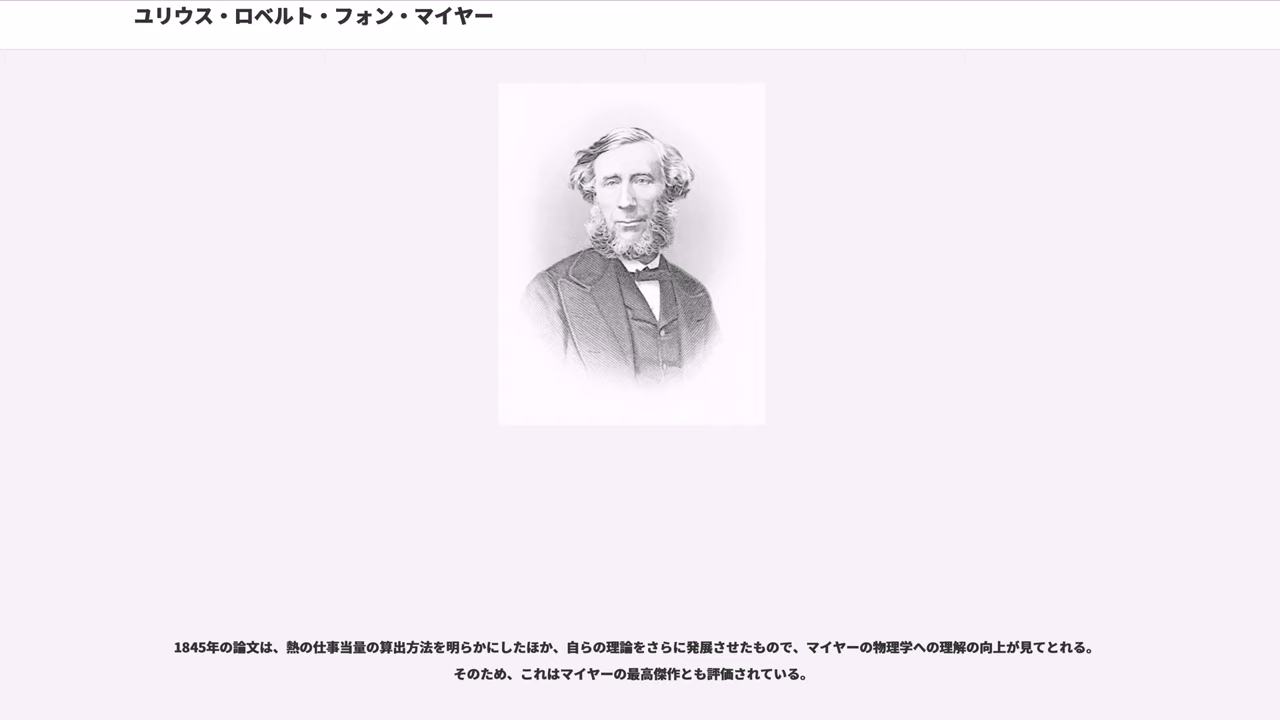 ユリウス・ロベルト・フォン・マイヤー
1845年の論文は、熱の仕事当量の算出方法を明らかにしたほか、自らの理論をさらに発展させたもので、マイヤーの物理学への理解の向上が見てとれる。
そのため、これはマイヤーの最高傑作とも評価されている。